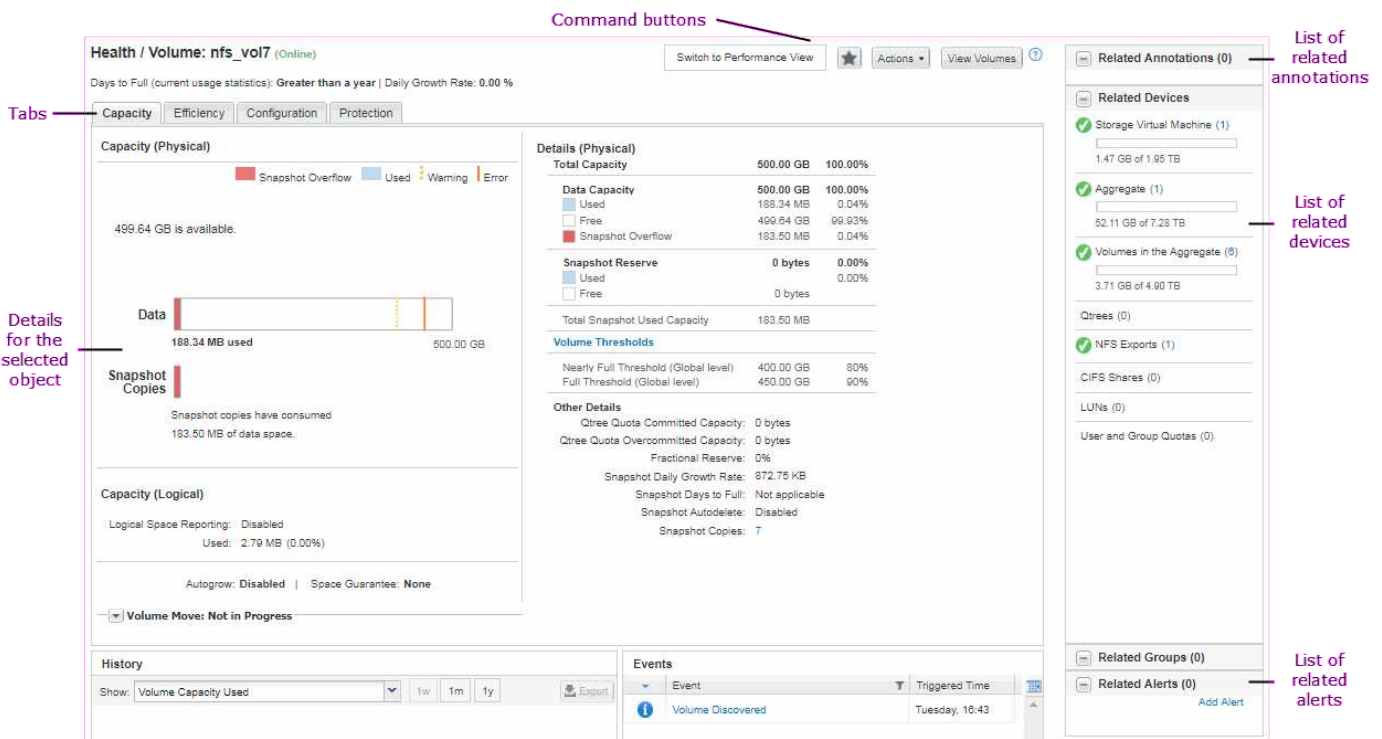 Command buttons
Health / Volume: nfs_vol7 (Online)
Switch to Performance View
Actions
View Volumes
?
Days to Full (current usage statistics): Greater than a year | Daily Growth Rate: 0.00 %
Tabs
Capacity Efficiency Configuration Protection
Capacity (Physical)
Snapshot Overflow Used Warning Error
499.64 GB is available.
Details
for the
selected
object
Data
188.34 MB used 500.00 GB
Snapshot
Copies
Snapshot copies have consumed
183.50 MB of data space.
Capacity (Logical)
Logical Space Reporting: Disabled
Used: 2.79 MB (0.00%)
Autogrow: Disabled | Space Guarantee: None
Volume Move: Not in Progress
Details (Physical)
Total Capacity 500.00 GB 100.00%
Data Capacity 500.00 GB 100.00%
Used 188.34 MB 0.04%
Free 499.64 GB 99.93%
Snapshot Overflow 183.50 MB 0.04%
Snapshot Reserve 0 bytes 0.00%
Used 0.00%
Free 0 bytes
Total Snapshot Used Capacity 183.50 MB
Volume Thresholds
Nearly Full Threshold (Global level) 400.00 GB 80%
Full Threshold (Global level) 450.00 GB 90%
Other Details
Qtree Quota Committed Capacity: 0 bytes
Qtree Quota Overcommitted Capacity: 0 bytes
Fractional Reserve: 0%
Snapshot Daily Growth Rate: 872.75 KB
Snapshot Days to Full: Not applicable
Snapshot Autodelete: Disabled
Snapshot Copies: 7
Related Annotations (0)
List of
related
annotations
Related Devices
Storage Virtual Machine (1)
1.47 GB of 1.95 TB
Aggregate (1)
52.11 GB of 7.28 TB
List of
related
devices
Volumes in the Aggregate (6)
3.71 GB of 4.90 TB
Qtrees (0)
NFS Exports (1)
CIFS Shares (0)
LUNs (0)
User and Group Quotas (0)
Related Groups (0)
Related Alerts (0)
Add Alert
List of
related
alerts
History
Show: Volume Capacity Used 1w 1m 1y Export
Events
Event Triggered Time
Volume Discovered Tuesday, 16:43